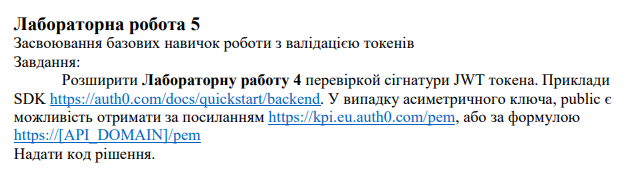 Лабораторна робота 5
Засвоювання базових навичок роботи з валідацією токенів
Завдання:
Розширити Лабораторну работу 4 перевіркой сігнатури JWT токена. Приклади
SDK https://auth0.com/docs/quickstart/backend. У випадку асиметричного ключа, public є
можливість отримати за посиланням https://kpi.eu.auth0.com/pem, або за формулою
https://[API_DOMAIN]/pem
Надати код рішення.